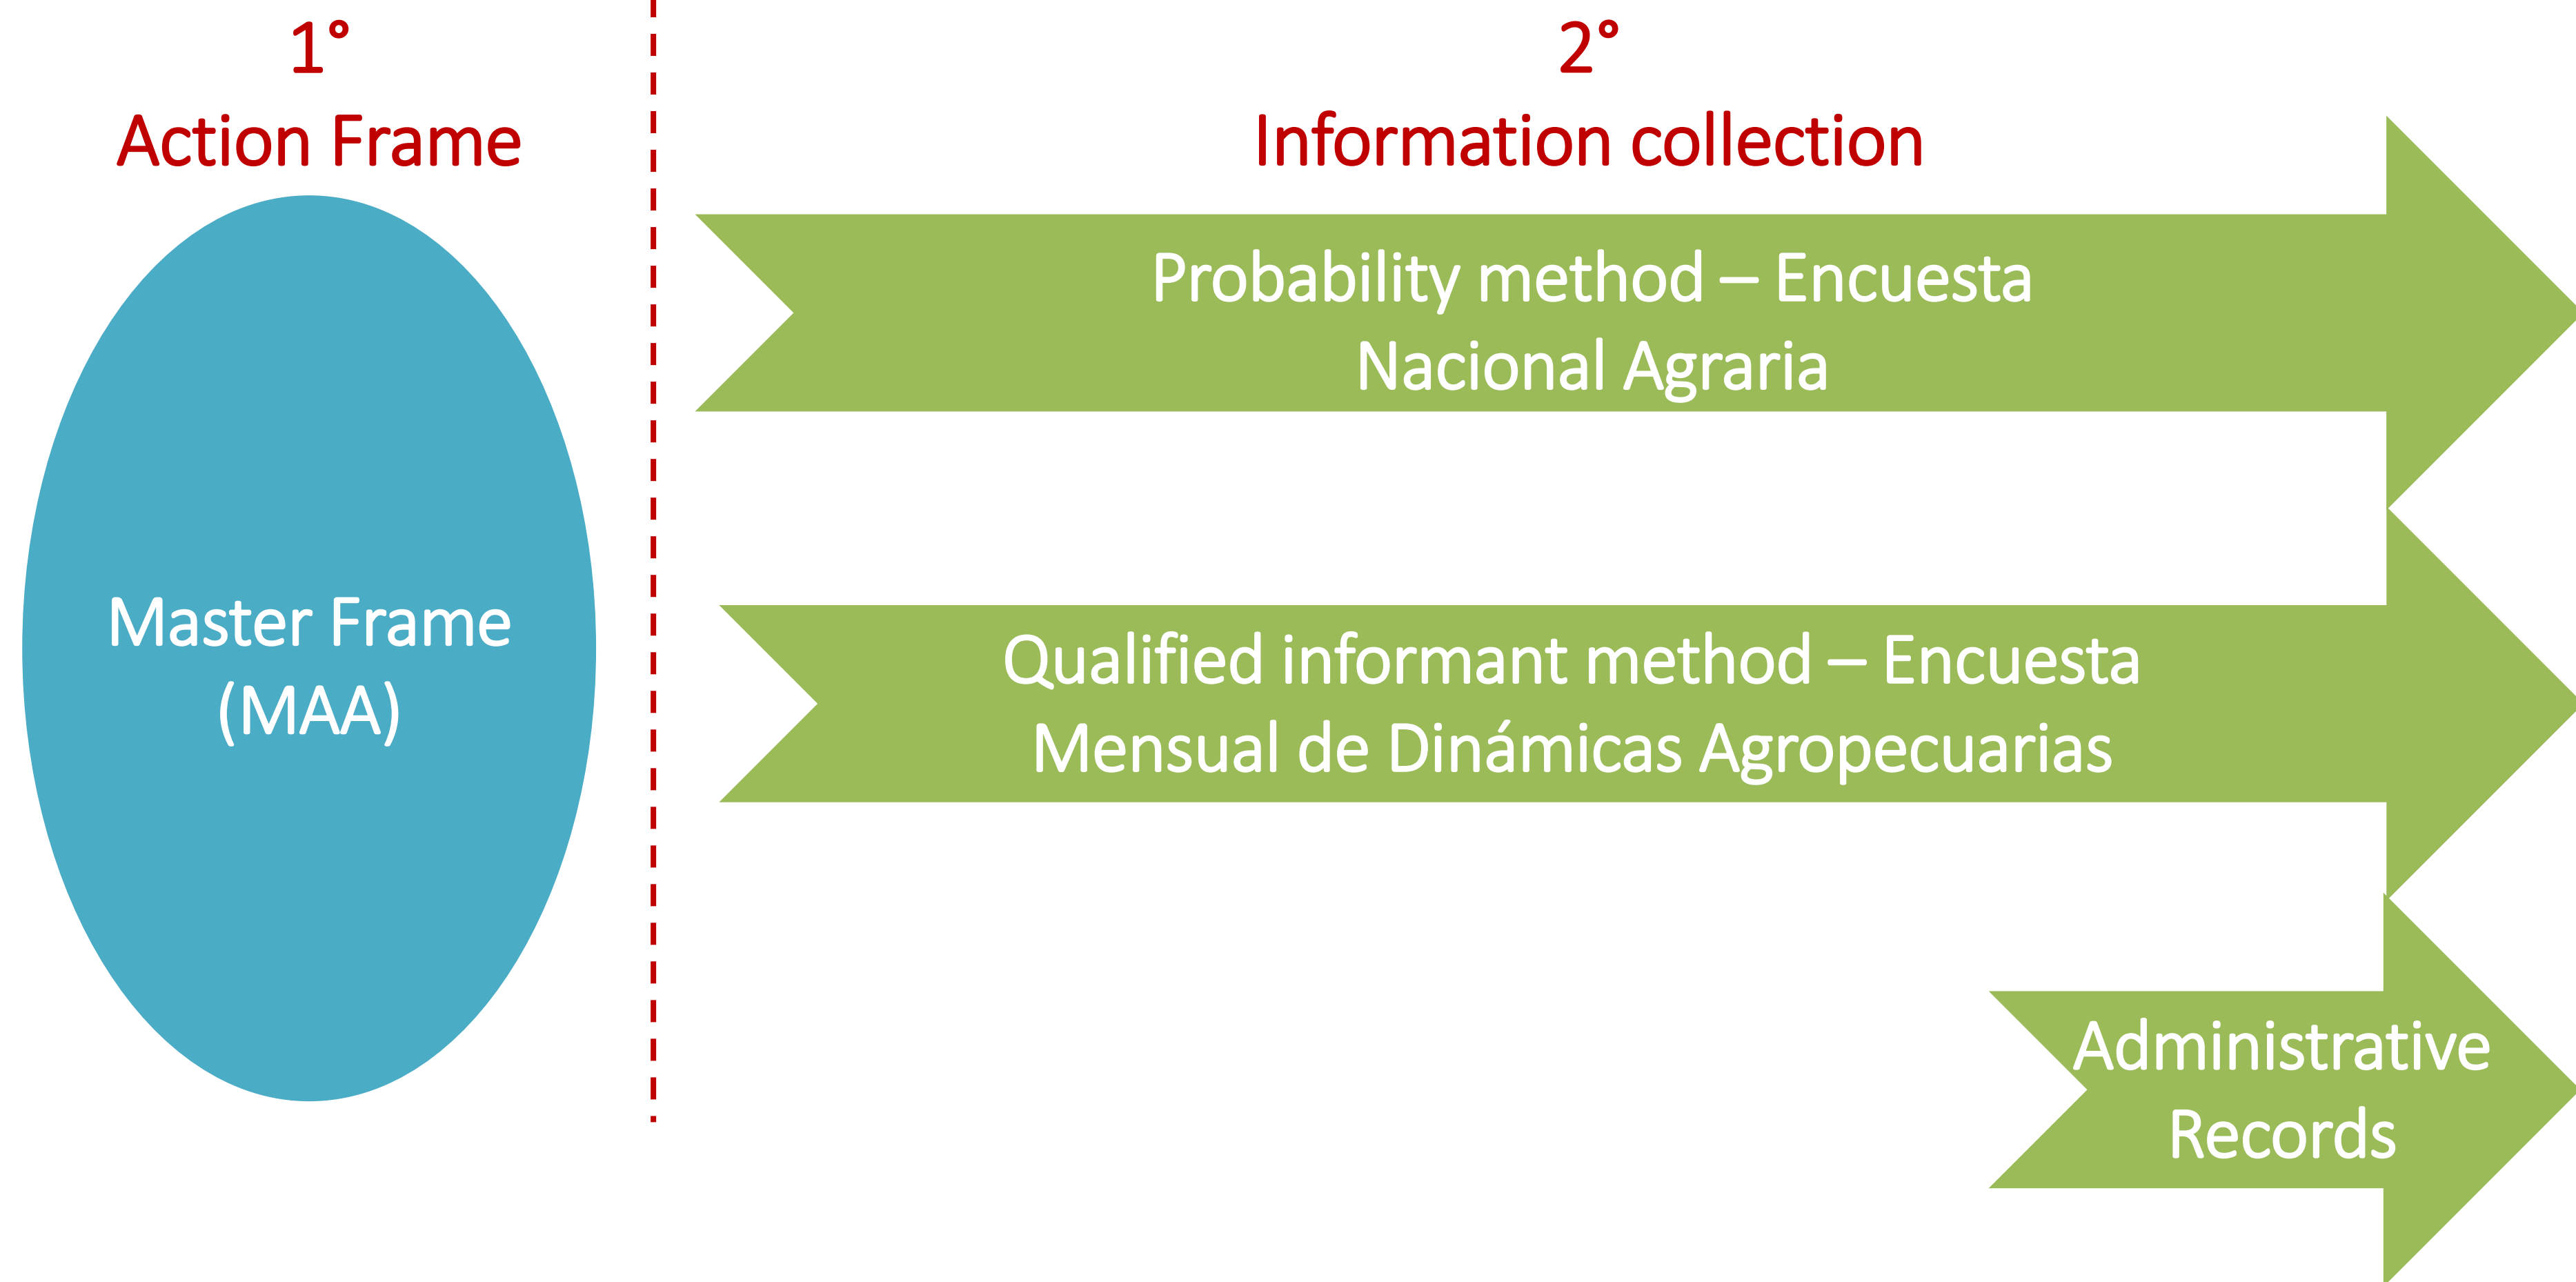 1°
Action Frame
Master Frame
(MAA)
2°
Information collection
Probability method – Encuesta
Nacional Agraria
Qualified informant method – Encuesta
Mensual de Dinámicas Agropecuarias
Administrative
Records